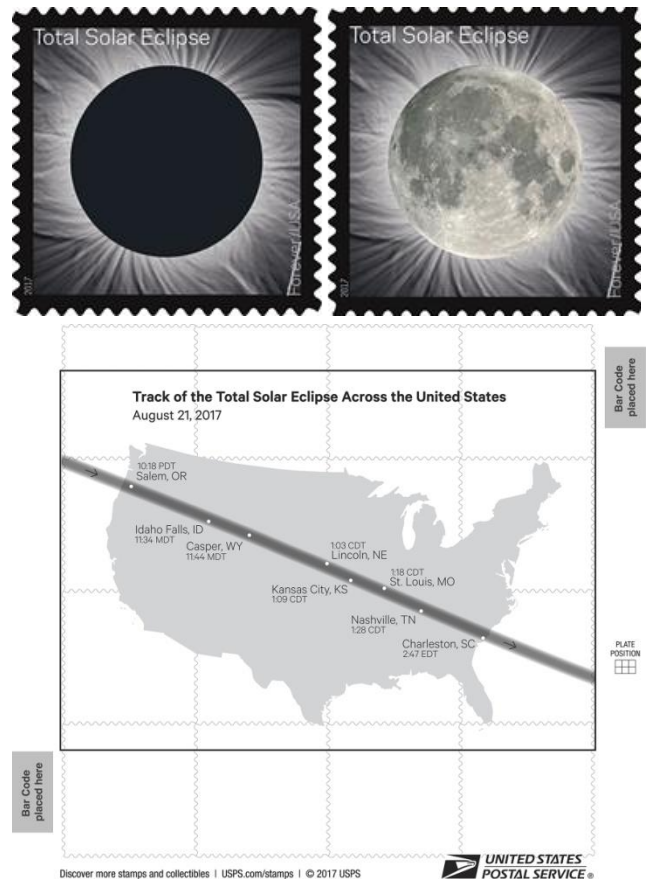 Total Solar Eclipse
Forever/USA
2017
Total Solar Eclipse
Forever/USA
2017
Bar Code
placed here
Track of the Total Solar Eclipse Across the United States
August 21, 2017
10:18 PDT
Salem, OR
Idaho Falls, ID
11:34 MDT
Casper, WY
11:44 MDT
1:03 CDT
Lincoln, NE
Kansas City, KS
1:09 CDT
1:18 CDT
St. Louis, MO
Nashville, TN
1:28 CDT
Charleston, SC
2:47 EDT
PLATE
POSITION
Bar Code
placed here
Discover more stamps and collectibles | USPS.com/stamps | © 2017 USPS
UNITED STATES
POSTAL SERVICE®